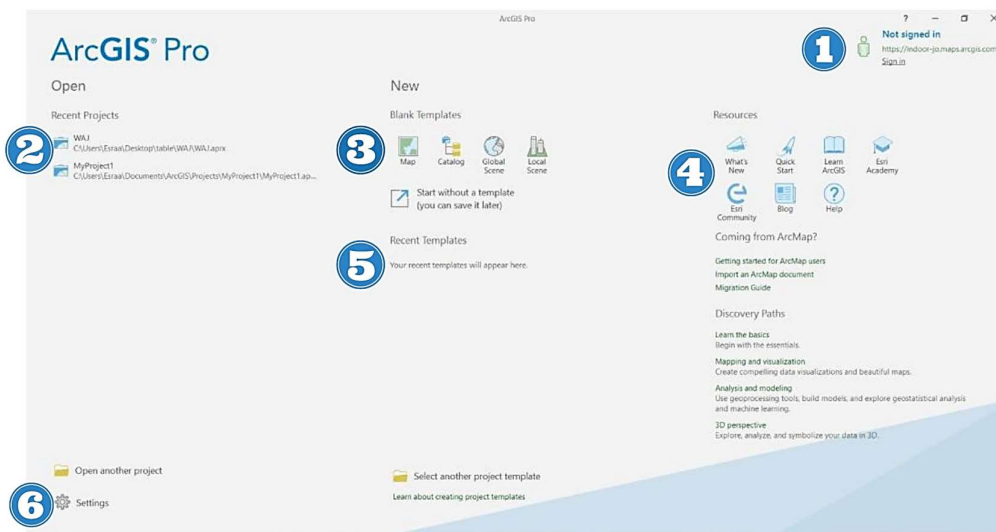 ArcGIS Pro
?
ArcGIS® Pro
1
Not signed in
https://indoor-jo.maps.arcgis.com
Sign in
Open
Recent Projects
2
WAJ
C:\Users\Esraa\Desktop\table\WAJ\WAJ.aprx
MyProject1
C:\Users\Esraa\Documents\ArcGIS\Projects\MyProject1\MyProject1.ap...
Open another project
6
Settings
New
Blank Templates
3
Map
Catalog
Global
Scene
Local
Scene
Start without a template
(you can save it later)
Recent Templates
5
Your recent templates will appear here.
Select another project template
Learn about creating project templates
Resources
4
What's
New
Quick
Start
Learn
ArcGIS
Esri
Academy
Esri
Community
Blog
Help
Coming from ArcMap?
Getting started for ArcMap users
Import an ArcMap document
Migration Guide
Discovery Paths
Learn the basics
Begin with the essentials.
Mapping and visualization
Create compelling data visualizations and beautiful maps.
Analysis and modeling
Use geoprocessing tools, build models, and explore geostatistical analysis
and machine learning.
3D perspective
Explore, analyze, and symbolize your data in 3D.